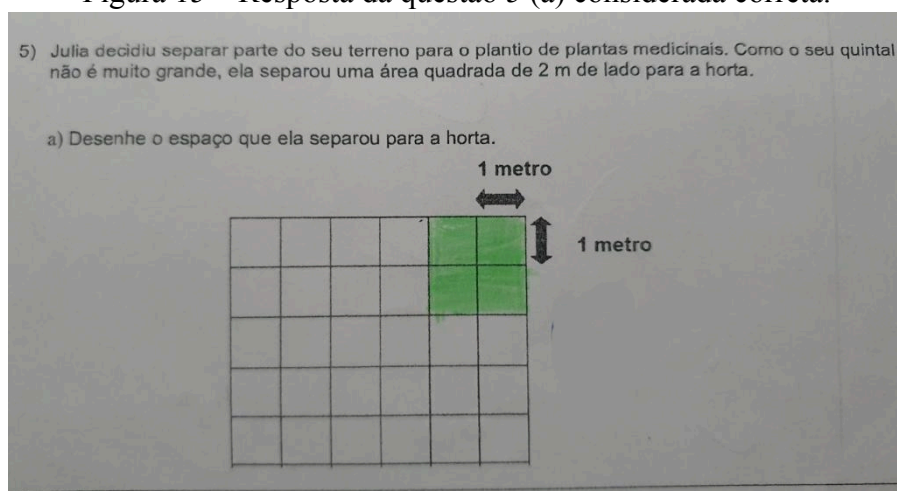 Figura 15 – Resposta da questão 5 (a) considerada correta.
5) Julia decidiu separar parte do seu terreno para o plantio de plantas medicinais. Como o seu quintal
não é muito grande, ela separou uma área quadrada de 2 m de lado para a horta.
a) Desenhe o espaço que ela separou para a horta.
1 metro
1 metro